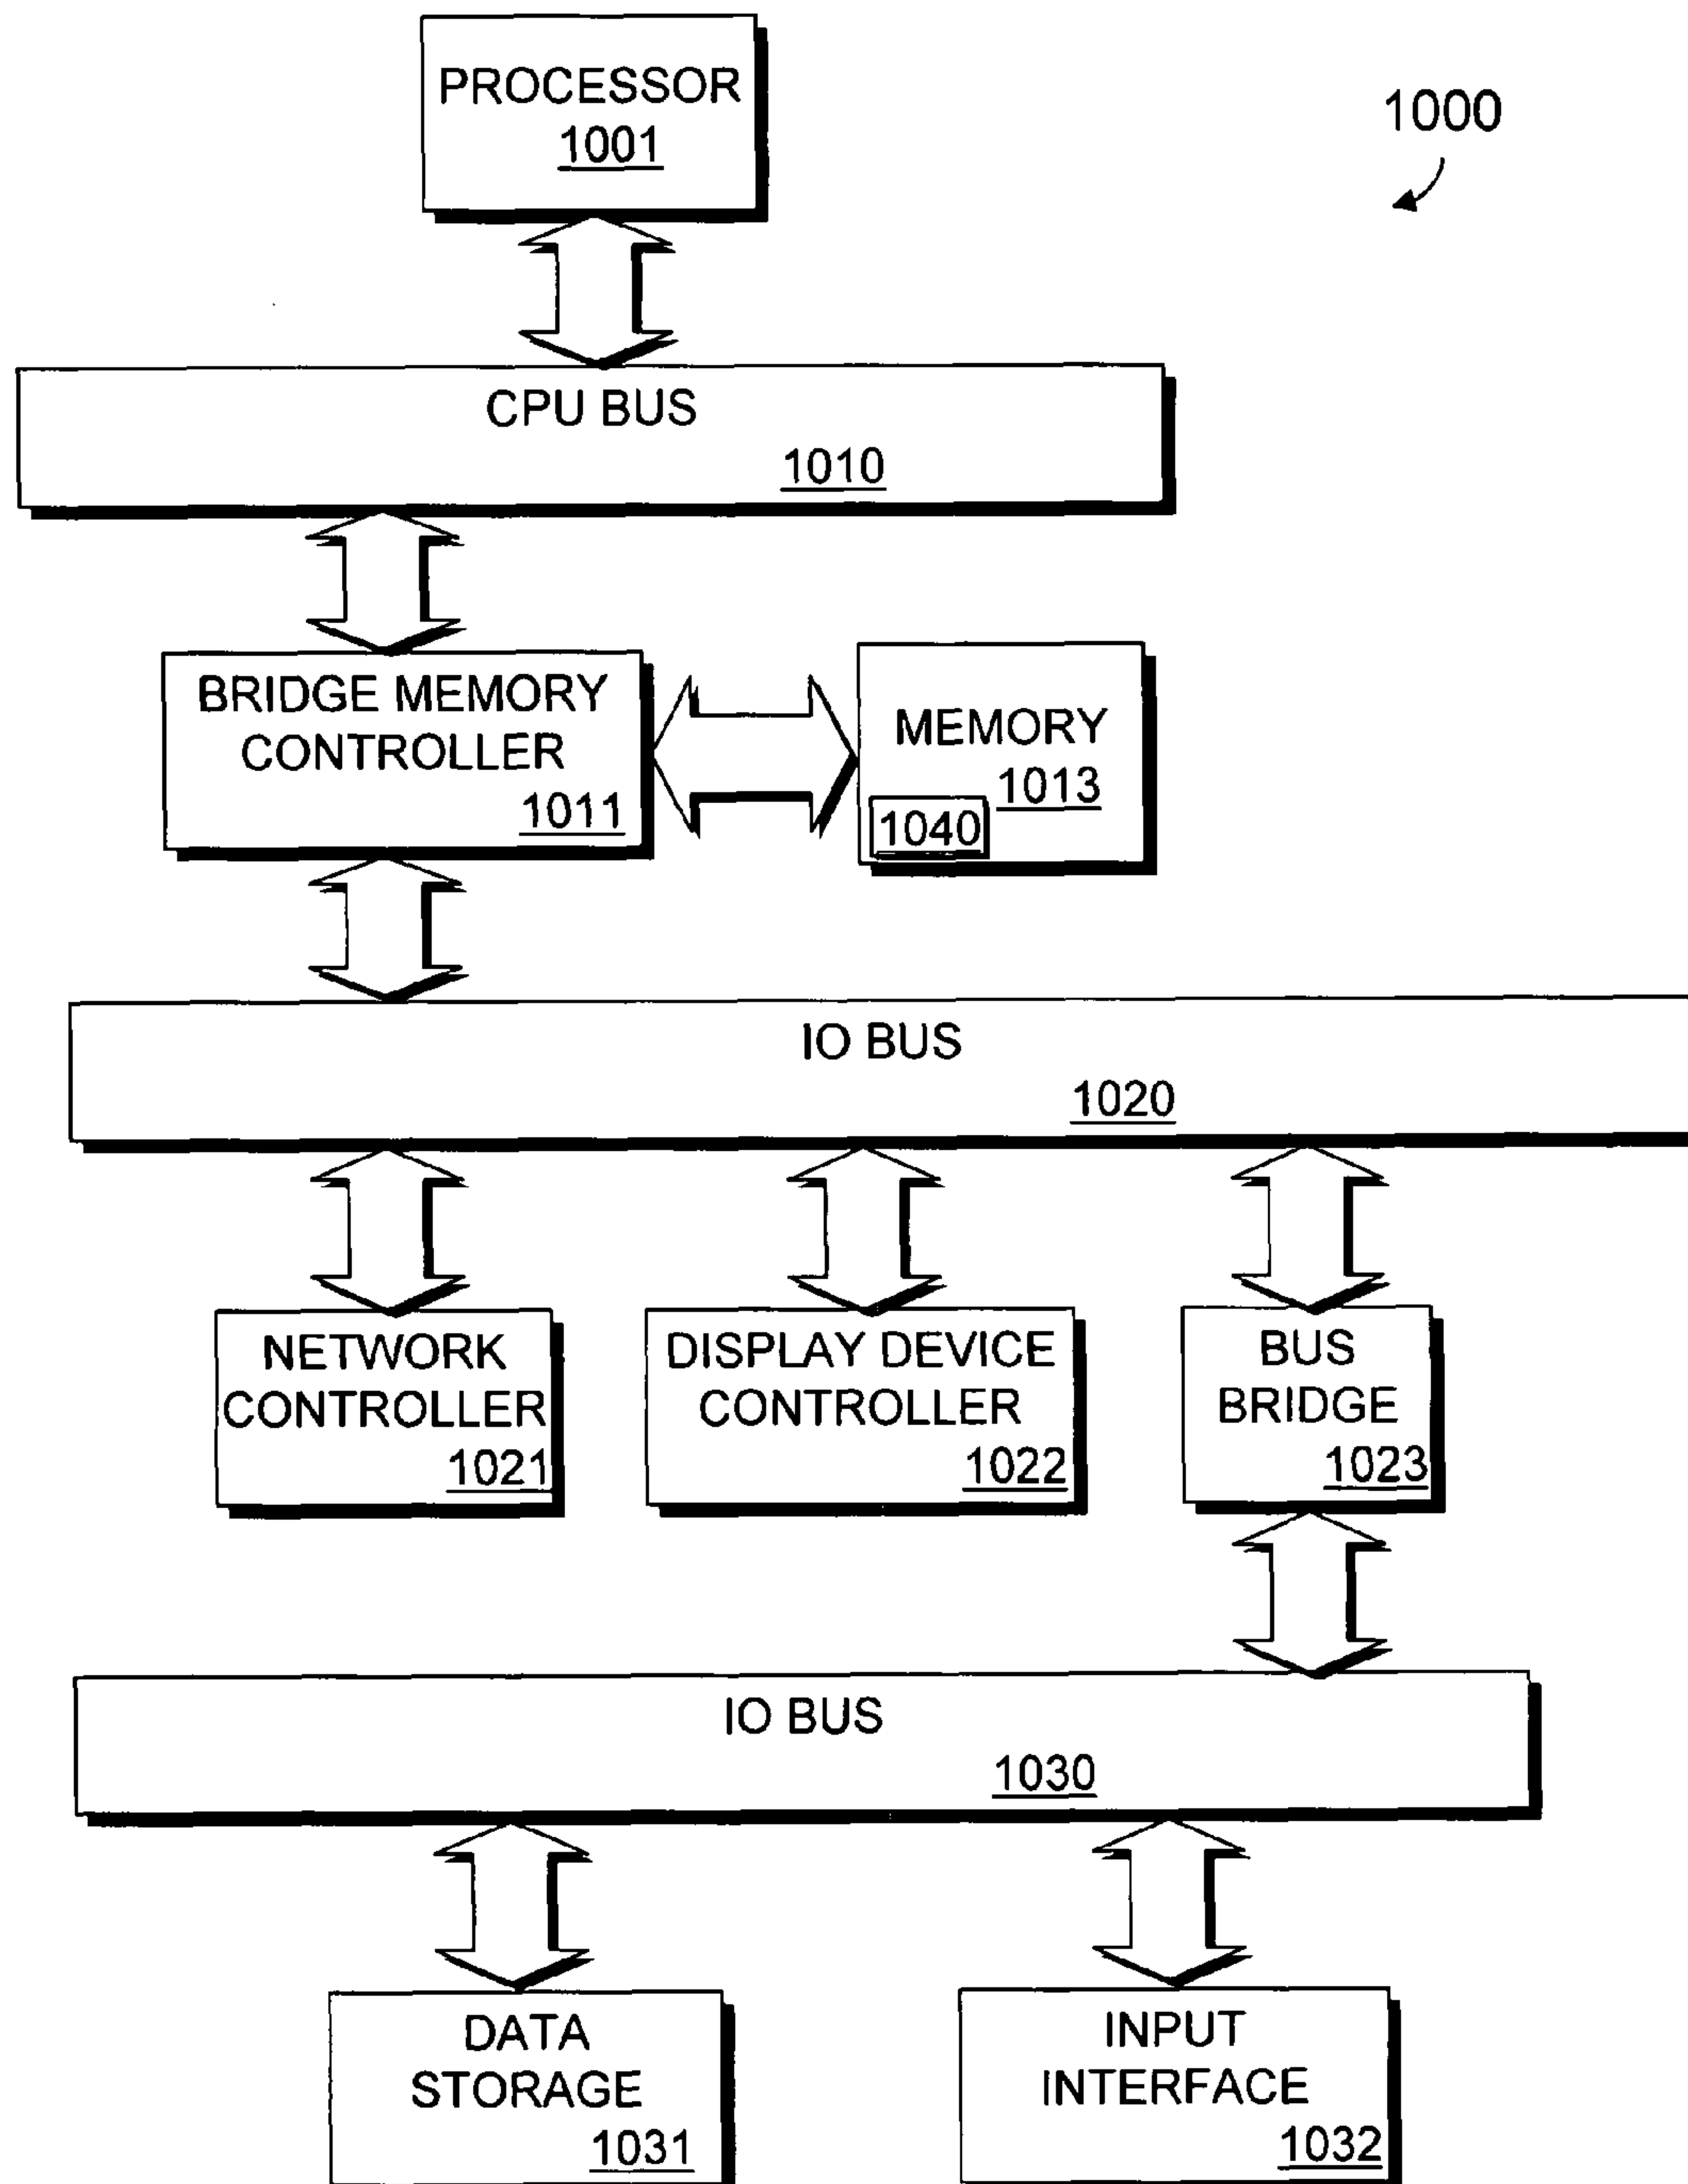 PROCESSOR
1001
1000
CPU BUS
1010
BRIDGE MEMORY
CONTROLLER
1011
MEMORY
1013
1040
IO BUS
1020
NETWORK
CONTROLLER
1021
DISPLAY DEVICE
CONTROLLER
1022
BUS
BRIDGE
1023
IO BUS
1030
DATA
STORAGE
1031
INPUT
INTERFACE
1032